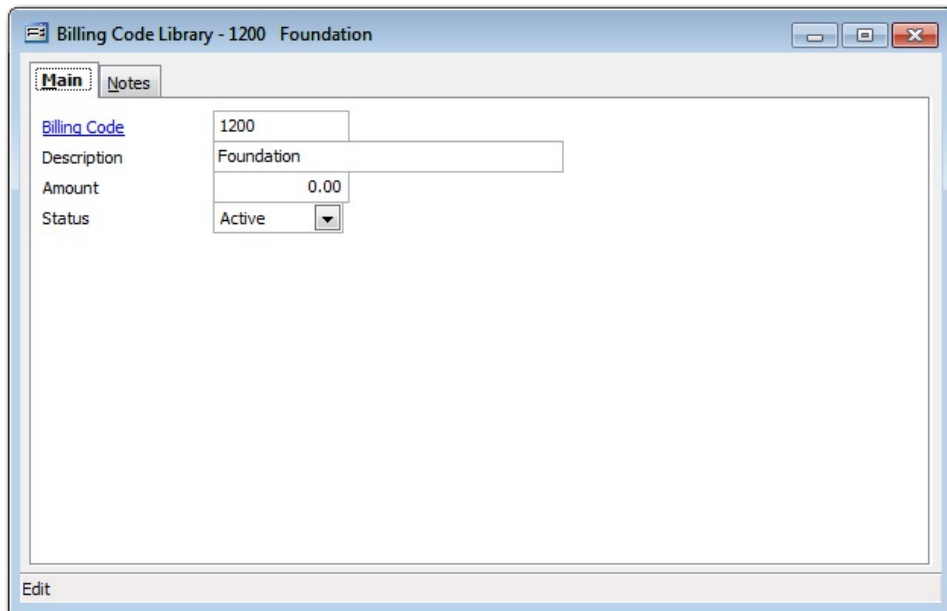 Billing Code Library - 1200 Foundation
Main Notes
Billing Code 1200
Description Foundation
Amount 0.00
Status Active
Edit